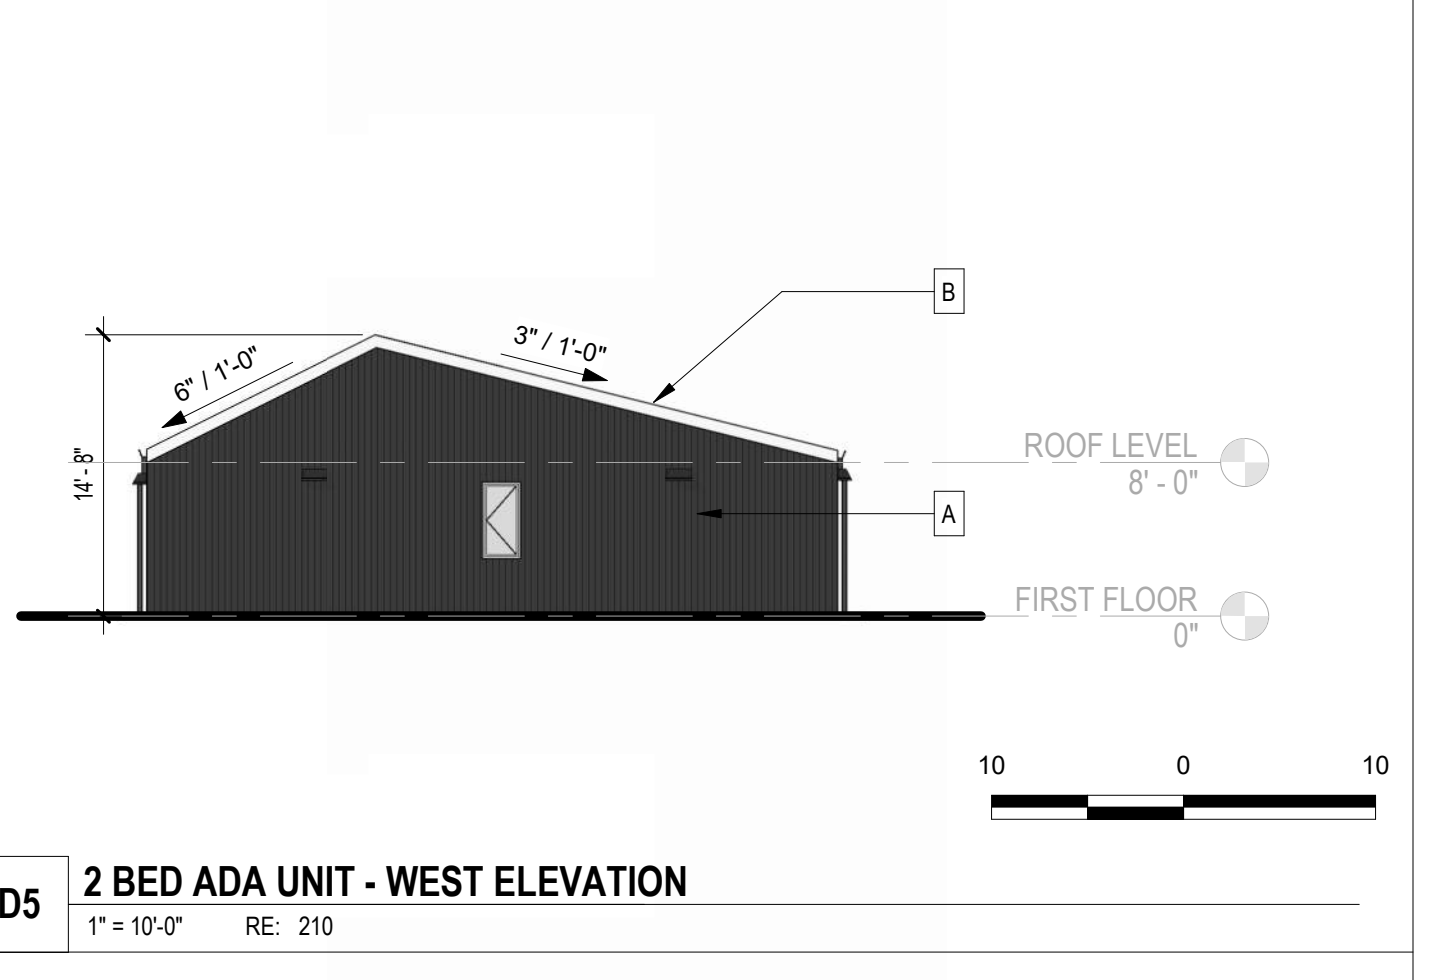 B
3" / 1'-0"
6" / 1'-0"
ROOF LEVEL
8' - 0"
14' - 8"
A
FIRST FLOOR
0"
10 0 10
D5
2 BED ADA UNIT - WEST ELEVATION
1" = 10'-0" RE: 210